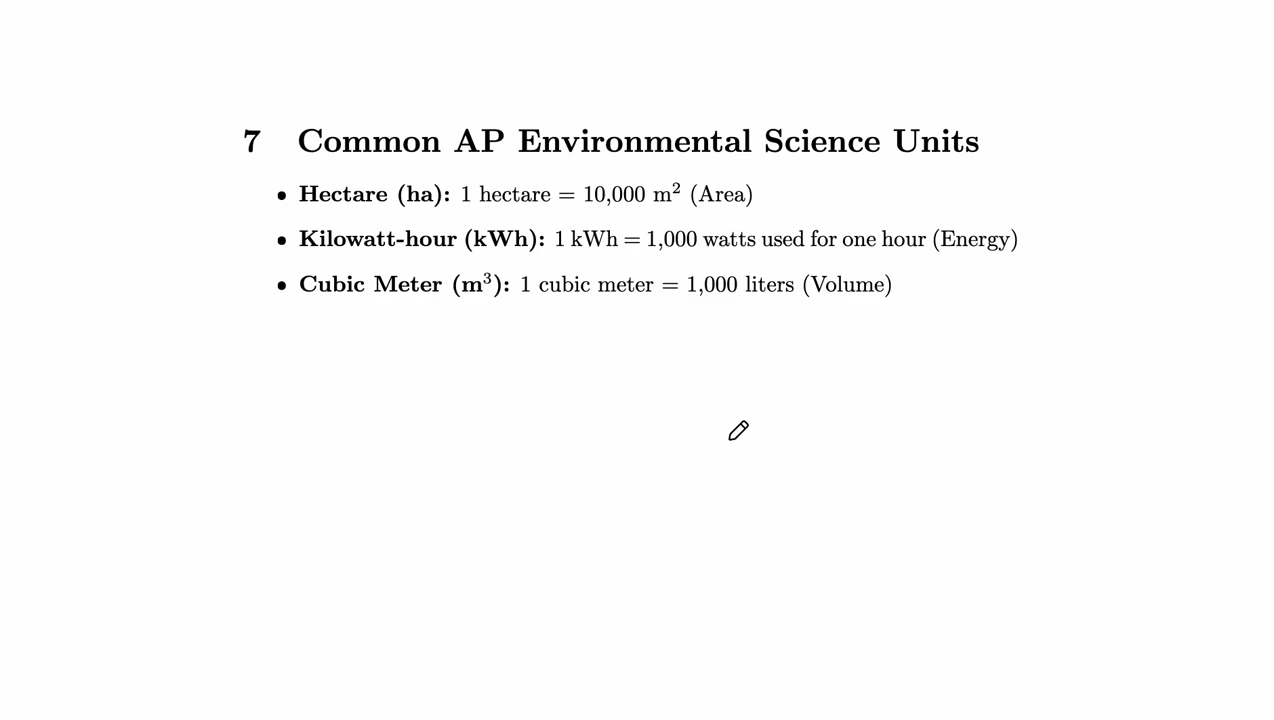 7 Common AP Environmental Science Units
• Hectare (ha): 1 hectare = 10,000 m² (Area)
• Kilowatt-hour (kWh): 1 kWh = 1,000 watts used for one hour (Energy)
• Cubic Meter (m³): 1 cubic meter = 1,000 liters (Volume)